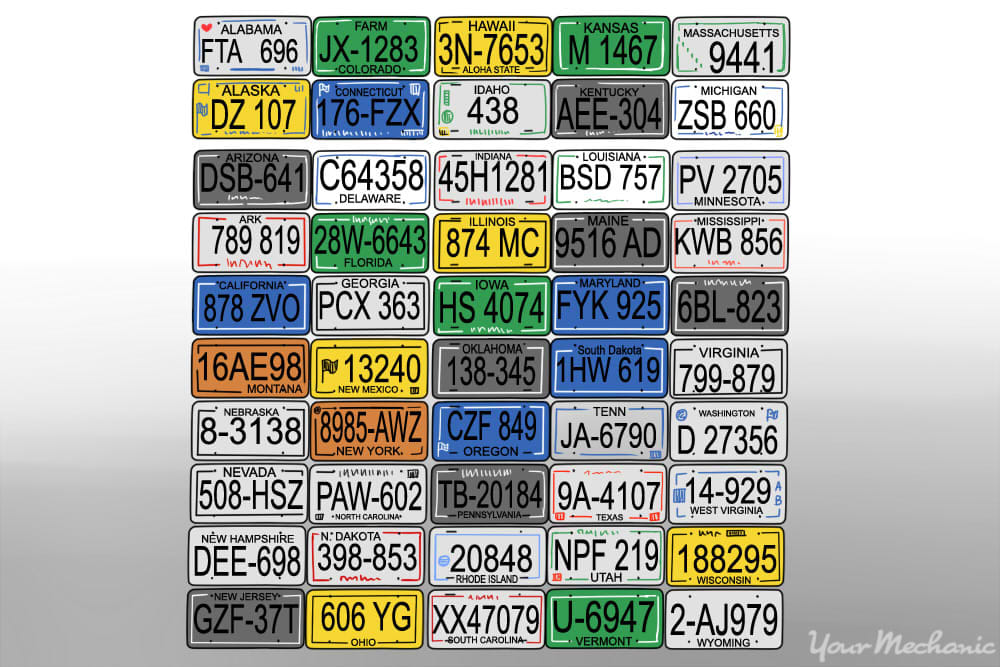 ALABAMA
FTA 696
FARM
JX-1283
COLORADO
HAWAII
3N-7653
ALOHA STATE
KANSAS
M 1467
MASSACHUSETTS
9441
ALASKA
DZ 107
CONNECTICUT
176-FZX
IDAHO
438
KENTUCKY
AEE-304
MICHIGAN
ZSB 660
ARIZONA
DSB-641
C64358
DELAWARE
INDIANA
45H1281
LOUISIANA
BSD 757
PV 2705
MINNESOTA
ARK
789 819
28W-6643
FLORIDA
ILLINOIS
874 MC
MAINE
9516 AD
MISSISSIPPI
KWB 856
"CALIFORNIA"
878 ZVO
GEORGIA
PCX 363
IOWA
HS 4074
MARYLAND
FYK 925
6BL-823
16AE98
MONTANA
13240
NEW MEXICO
OKLAHOMA
138-345
South Dakota
1HW 619
VIRGINIA
799-879
NEBRASKA
8-3138
8985-AWZ
NEW YORK
CZF 849
OREGON
TENN
JA-6790
WASHINGTON
D 27356
NEVADA
508-HSZ
PAW-602
NORTH CAROLINA
TB-20184
PENNSYLVANIA
9A-4107
TEXAS
14-929
A
B
WEST VIRGINIA
NEW HAMPSHIRE
DEE-698
N. DAKOTA
398-853
20848
RHODE ISLAND
NPF 219
UTAH
188295
WISCONSIN
NEW JERSEY
GZF-37T
606 YG
OHIO
XX47079
SOUTH CAROLINA
U-6947
VERMONT
2-AJ979
WYOMING
YourMechanic